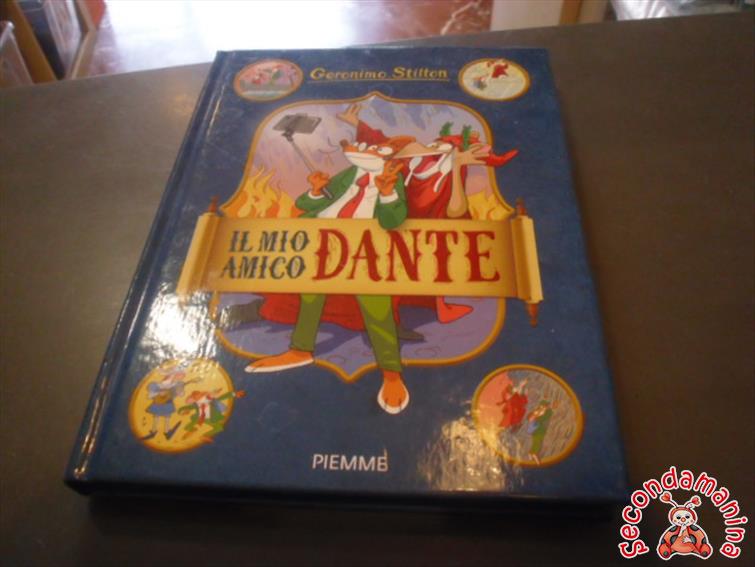 Geronimo Stilton
IL MIO
AMICO DANTE
PIEMME
Secondamanina